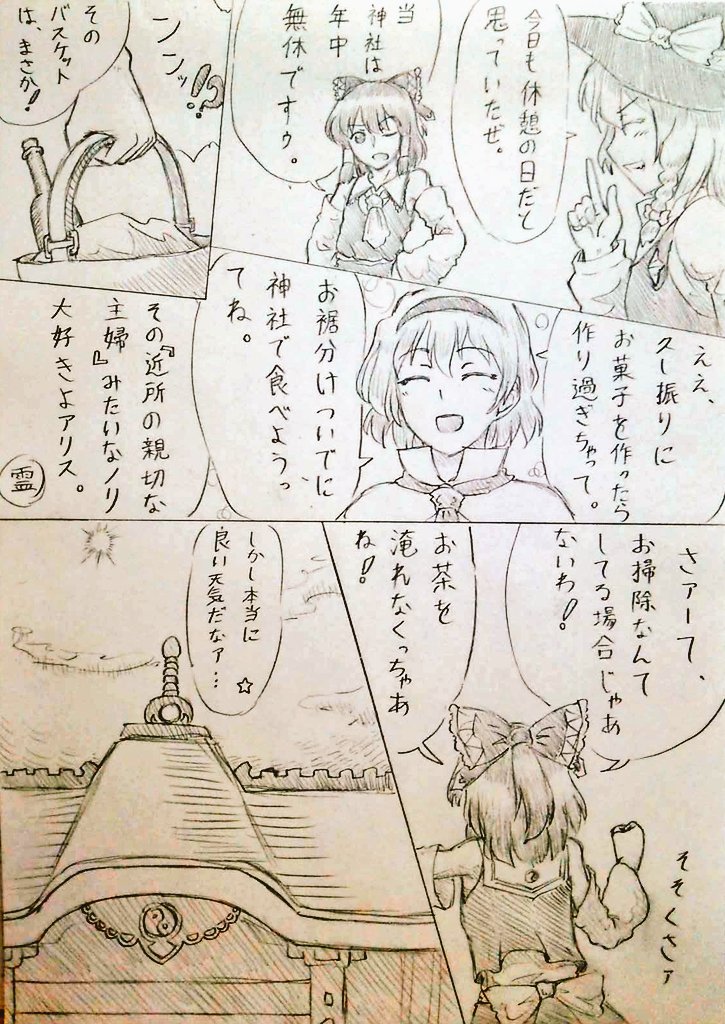 今日も休憩の日だと
思っていたぜ。
当
神社は
年中
無休ですゥ。
ンンッ!!?
その
バスケット
は、まさか!
ええ、
久し振りに
お菓子を作ったら
作り過ぎちゃって。
お裾分けついでに
神社で食べようっ
てね。
その『近所の親切な
主婦』みたいなノリ
大好きよアリス。
霊
さァーて、
お掃除なんて
してる場合じゃぁ
ないわ!
お茶を
淹れなくっちゃぁ
ね!
そそくさァ
しかし本当に
良い天気だなァ…
☆